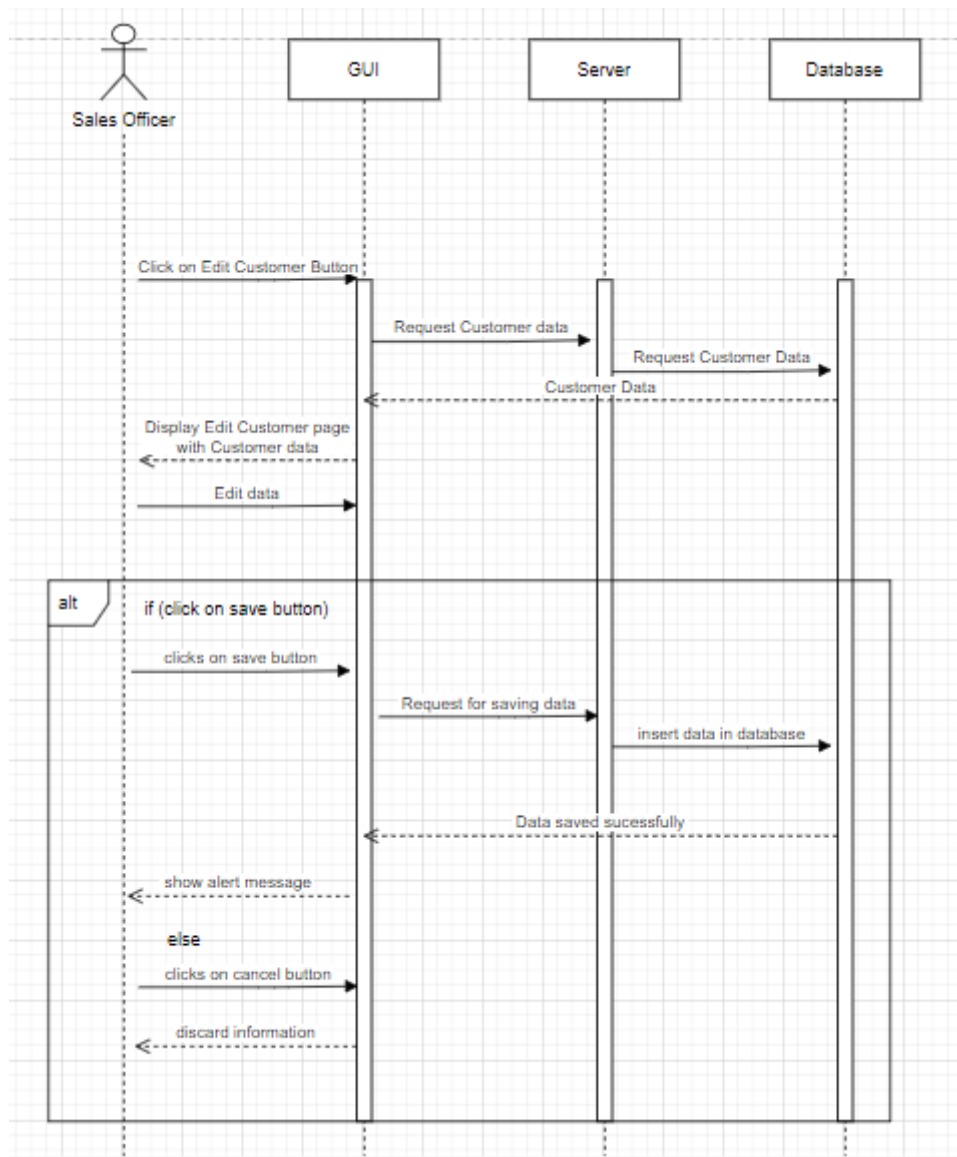 GUI
Server
Database
Sales Officer
Click on Edit Customer Button
Request Customer data
Request Customer Data
Customer Data
Display Edit Customer page
with Customer data
Edit data
alt
if (click on save button)
clicks on save button
Request for saving data
insert data in database
Data saved sucessfully
show alert message
else
clicks on cancel button
discard information